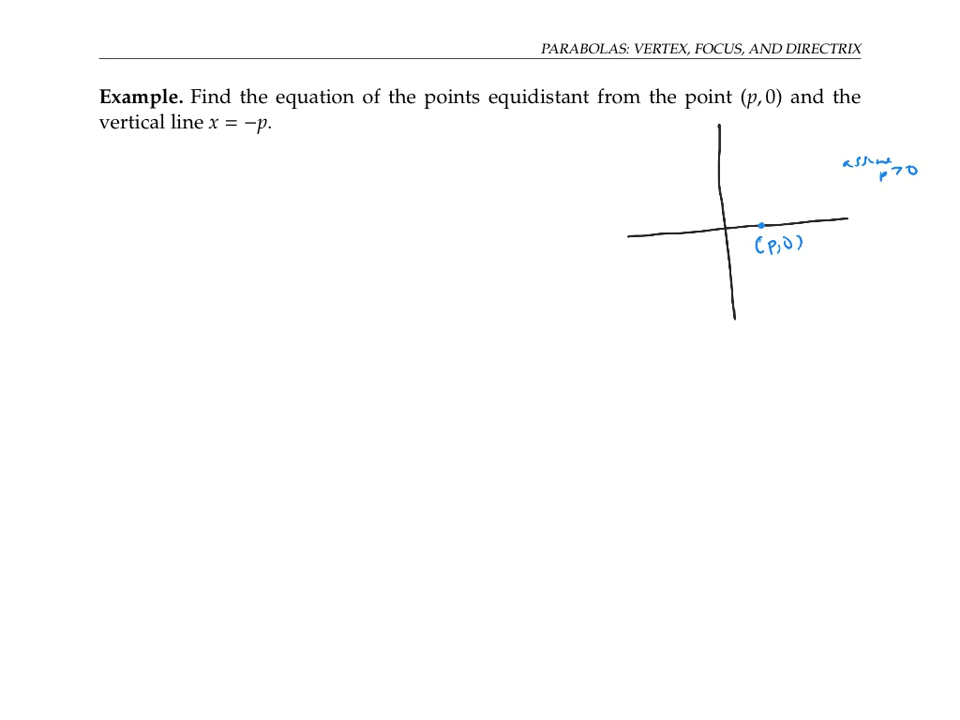 PARABOLAS: VERTEX, FOCUS, AND DIRECTRIX
Example. Find the equation of the points equidistant from the point (p, 0) and the
vertical line x = −p.
assume
p > 0
(p, 0)